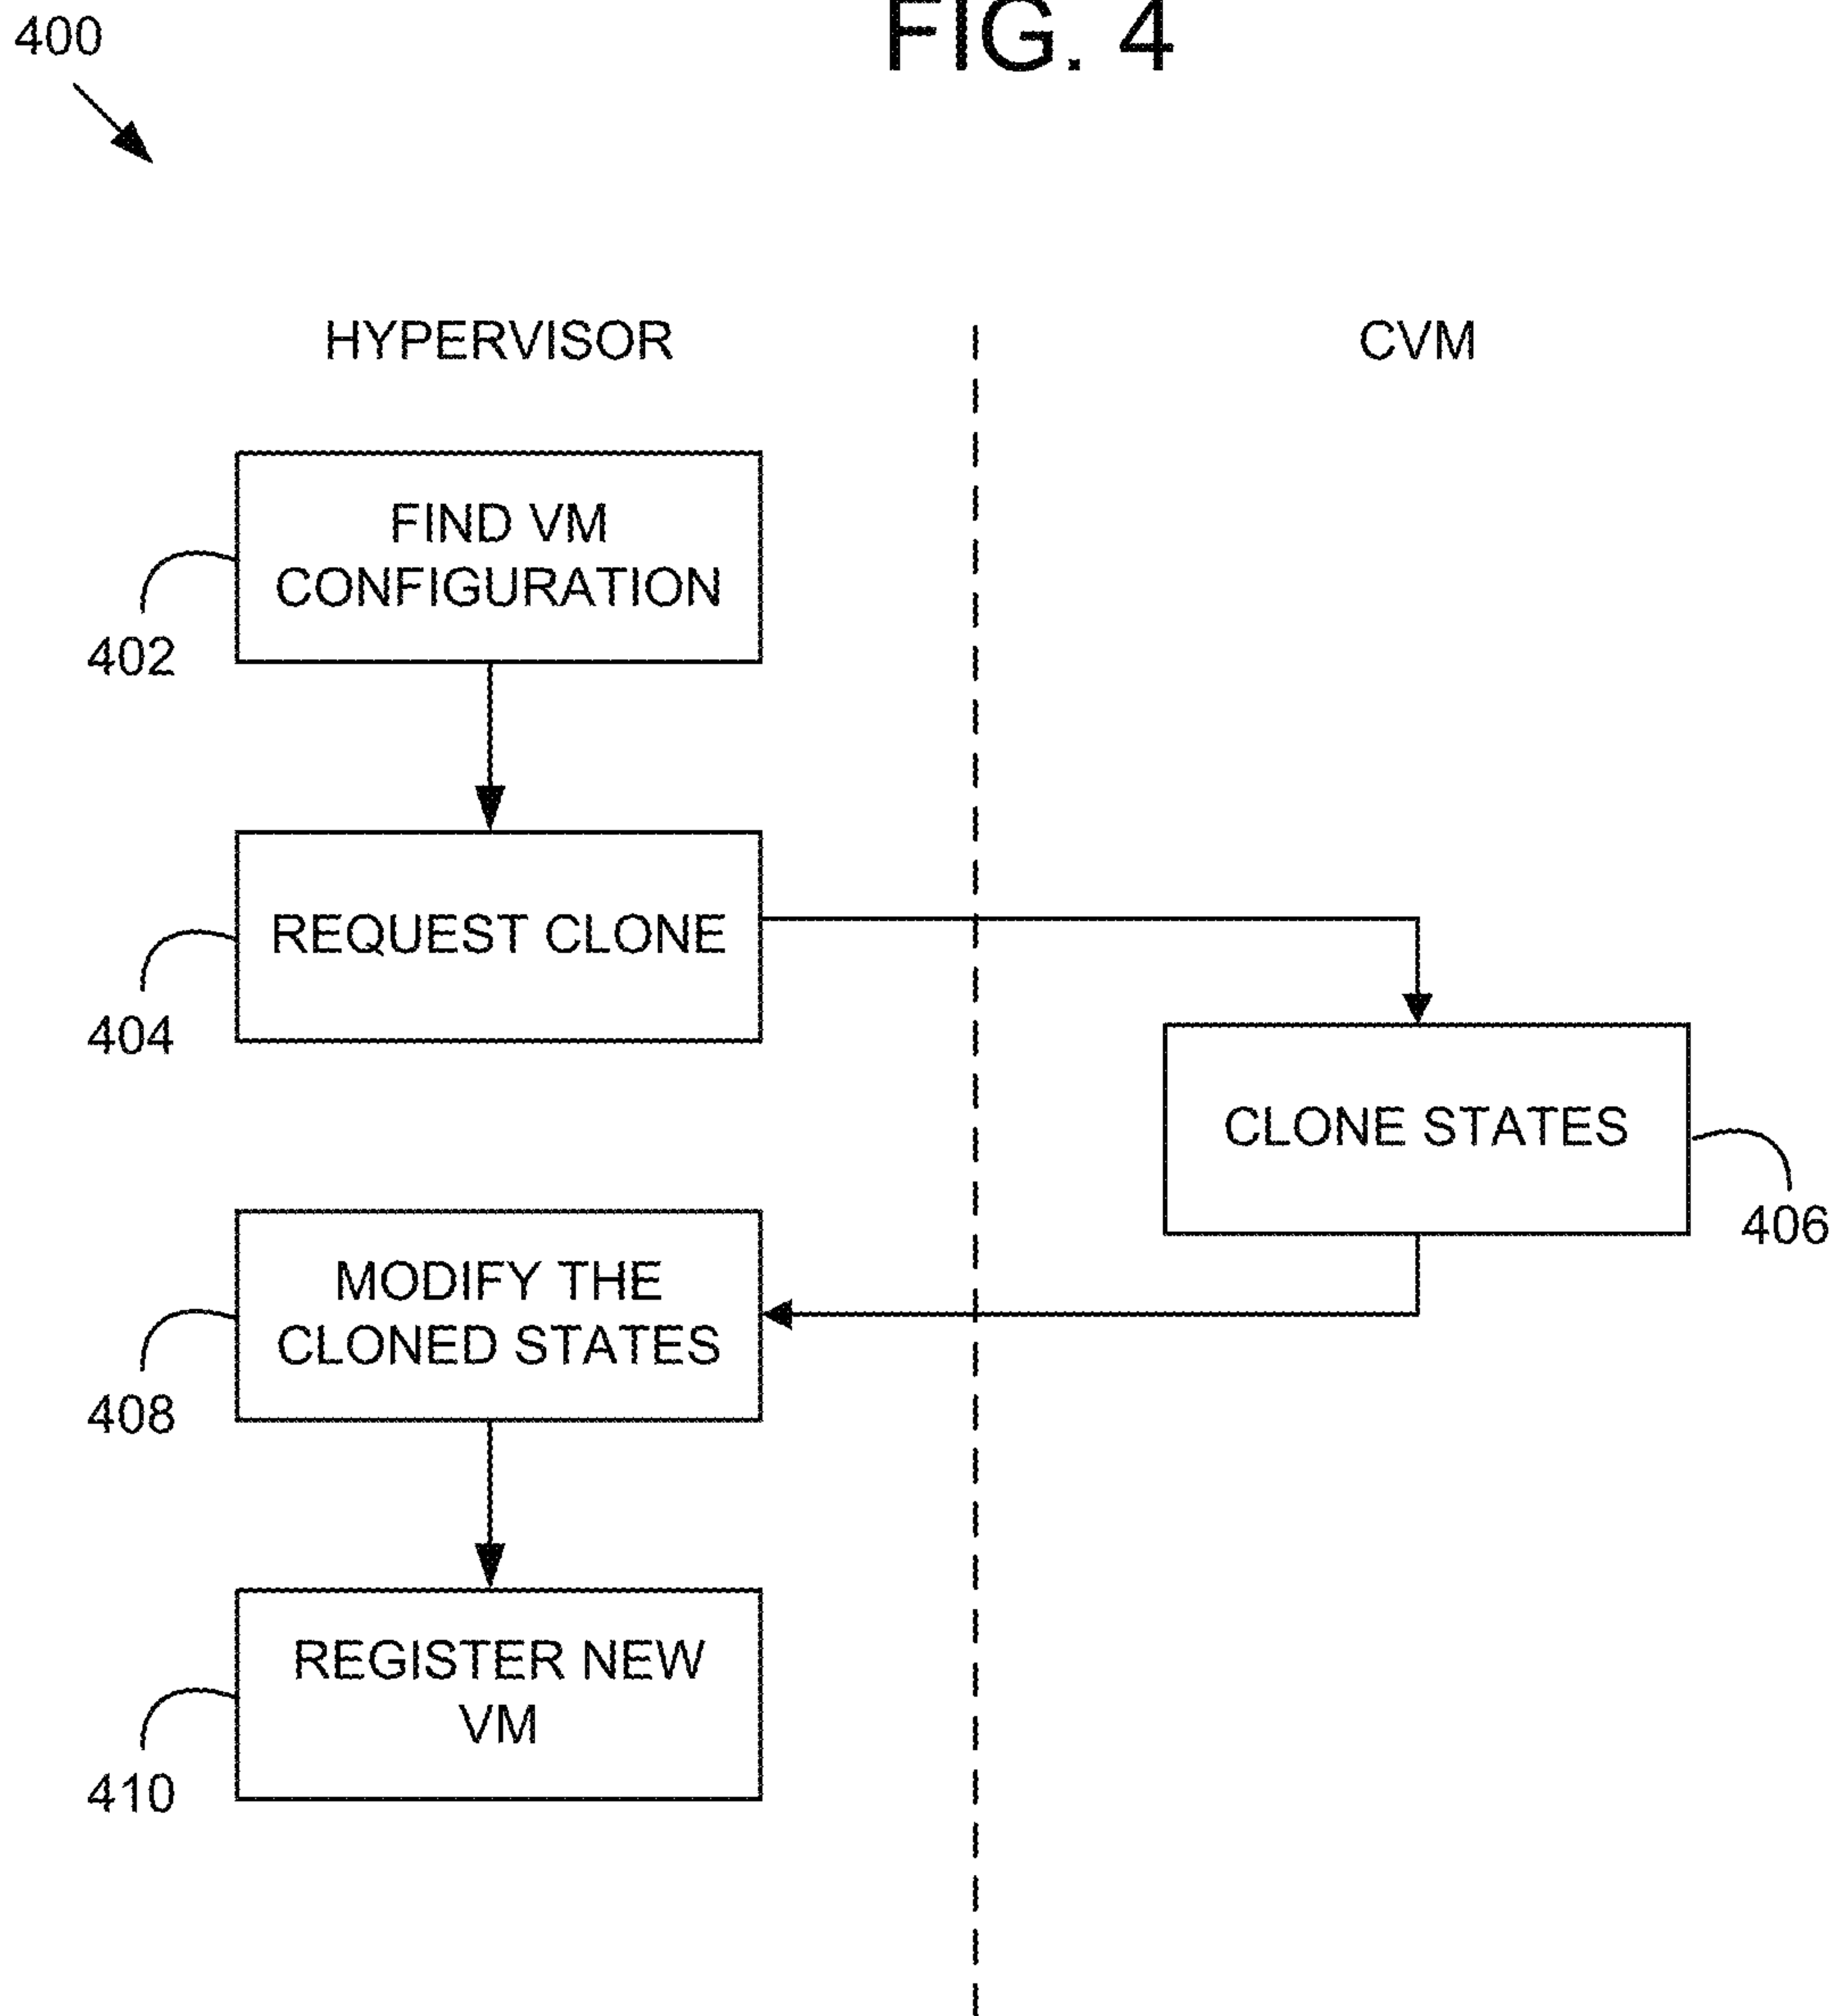 FIG. 4
400
HYPERVISOR
CVM
FIND VM
CONFIGURATION
402
REQUEST CLONE
404
CLONE STATES
406
MODIFY THE
CLONED STATES
408
REGISTER NEW
VM
410